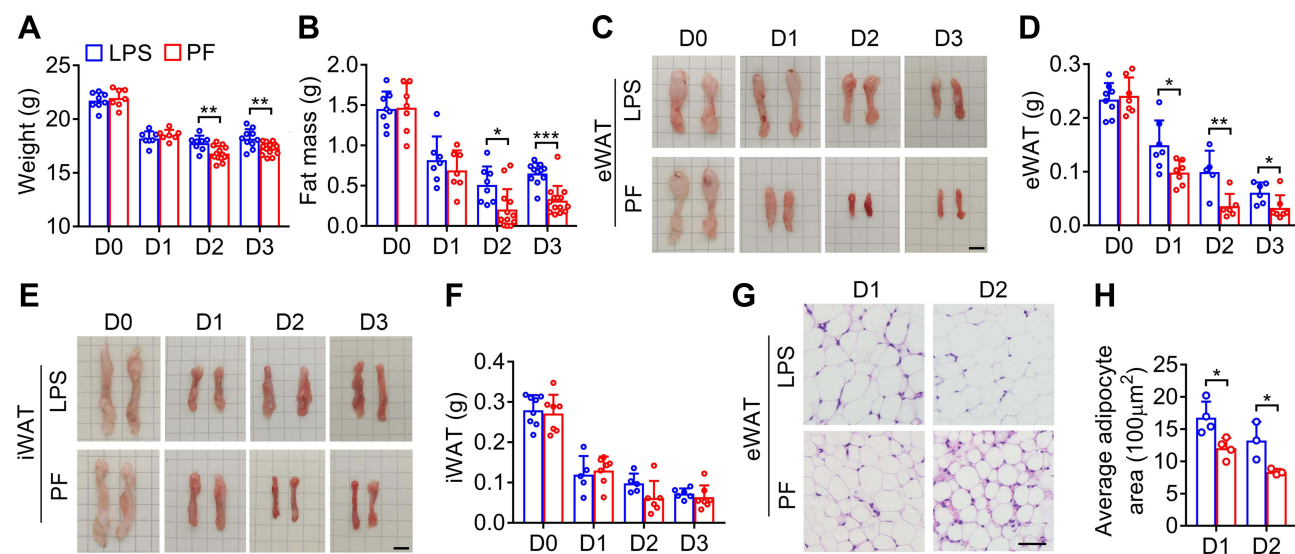 A
LPS PF
Weight (g)
25
20
15
10
** **
D0 D1 D2 D3
B
Fat mass (g)
2.0
1.5
1.0
0.5
0.0
* ***
D0 D1 D2 D3
C
D0 D1 D2 D3
eWAT
LPS
PF
D
eWAT (g)
0.3
0.2
0.1
0.0
* ** *
D0 D1 D2 D3
E
D0 D1 D2 D3
iWAT
LPS
PF
F
iWAT (g)
0.4
0.3
0.2
0.1
0.0
D0 D1 D2 D3
G
D1 D2
eWAT
LPS
PF
H
Average adipocyte
area (100μm²)
25
20
15
10
5
0
* *
D1 D2